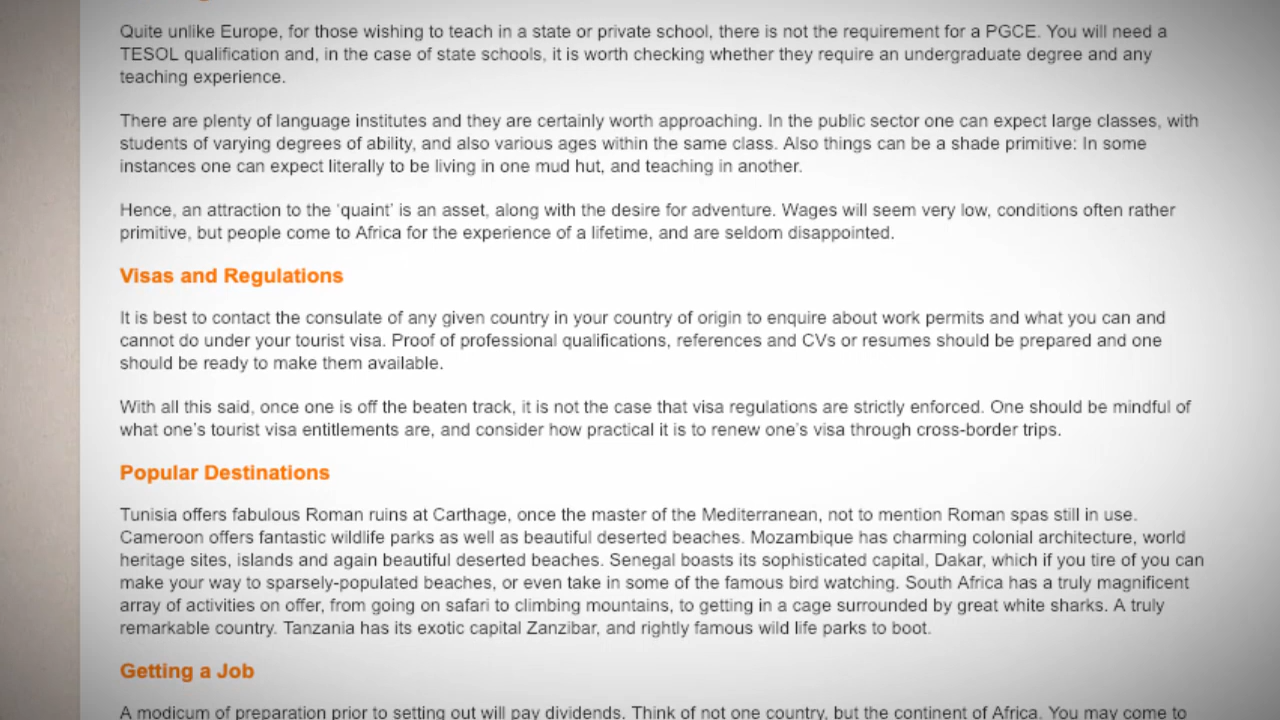 Quite unlike Europe, for those wishing to teach in a state or private school, there is not the requirement for a PGCE. You will need a
TESOL qualification and, in the case of state schools, it is worth checking whether they require an undergraduate degree and any
teaching experience.
There are plenty of language institutes and they are certainly worth approaching. In the public sector one can expect large classes, with
students of varying degrees of ability, and also various ages within the same class. Also things can be a shade primitive: In some
instances one can expect literally to be living in one mud hut, and teaching in another.
Hence, an attraction to the ‘quaint’ is an asset, along with the desire for adventure. Wages will seem very low, conditions often rather
primitive, but people come to Africa for the experience of a lifetime, and are seldom disappointed.
Visas and Regulations
It is best to contact the consulate of any given country in your country of origin to enquire about work permits and what you can and
cannot do under your tourist visa. Proof of professional qualifications, references and CVs or resumes should be prepared and one
should be ready to make them available.
With all this said, once one is off the beaten track, it is not the case that visa regulations are strictly enforced. One should be mindful of
what one’s tourist visa entitlements are, and consider how practical it is to renew one’s visa through cross-border trips.
Popular Destinations
Tunisia offers fabulous Roman ruins at Carthage, once the master of the Mediterranean, not to mention Roman spas still in use.
Cameroon offers fantastic wildlife parks as well as beautiful deserted beaches. Mozambique has charming colonial architecture, world
heritage sites, islands and again beautiful deserted beaches. Senegal boasts its sophisticated capital, Dakar, which if you tire of you can
make your way to sparsely-populated beaches, or even take in some of the famous bird watching. South Africa has a truly magnificent
array of activities on offer, from going on safari to climbing mountains, to getting in a cage surrounded by great white sharks. A truly
remarkable country. Tanzania has its exotic capital Zanzibar, and rightly famous wild life parks to boot.
Getting a Job
A modicum of preparation prior to setting out will pay dividends. Think of not one country, but the continent of Africa. You may come to